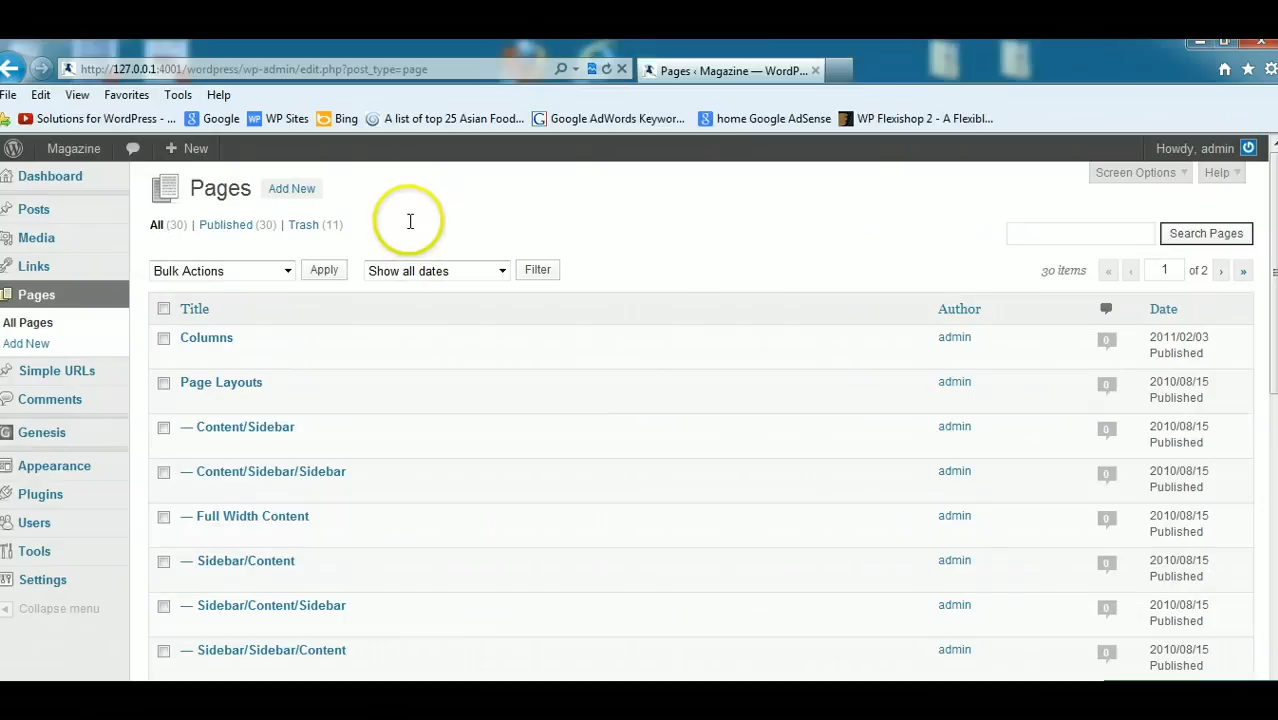 http://127.0.0.1:4001/wordpress/wp-admin/edit.php?post_type=page
Pages ‹ Magazine — WordP...
File Edit View Favorites Tools Help
Solutions for WordPress - ... Google WP Sites Bing A list of top 25 Asian Food... Google AdWords Keywor... home Google AdSense WP Flexishop 2 - A Flexibl...
Magazine + New Howdy, admin
Dashboard
Posts
Media
Links
Pages
All Pages
Add New
Simple URLs
Comments
Genesis
Appearance
Plugins
Users
Tools
Settings
Collapse menu
Screen Options Help
Pages Add New
All (30) | Published (30) | Trash (11)
Search Pages
Bulk Actions Apply Show all dates Filter 30 items « ‹ 1 of 2 › »
Title Author Date
Columns admin 0 2011/02/03
Published
Page Layouts admin 0 2010/08/15
Published
— Content/Sidebar admin 0 2010/08/15
Published
— Content/Sidebar/Sidebar admin 0 2010/08/15
Published
— Full Width Content admin 0 2010/08/15
Published
— Sidebar/Content admin 0 2010/08/15
Published
— Sidebar/Content/Sidebar admin 0 2010/08/15
Published
— Sidebar/Sidebar/Content admin 0 2010/08/15
Published